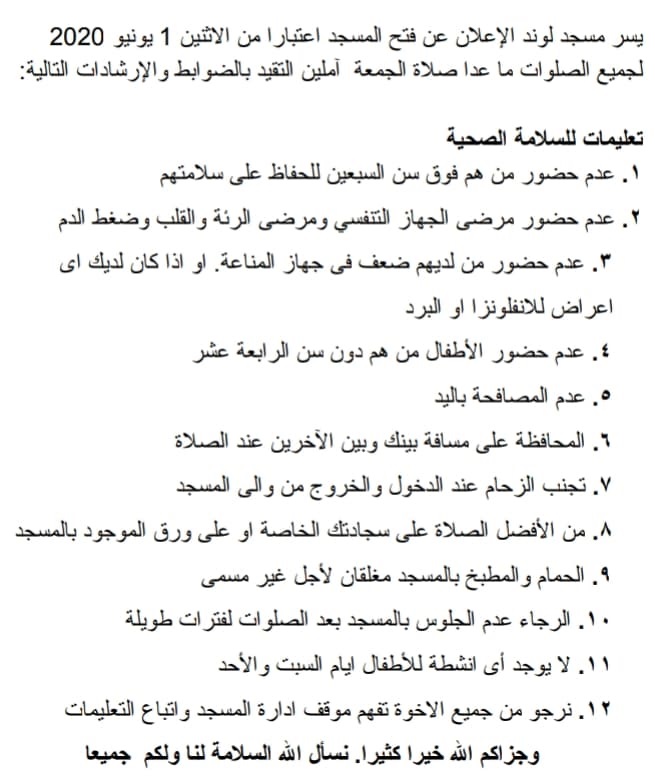 يسر مسجد لوند الإعلان عن فتح المسجد اعتبارا من الاثنين 1 يونيو 2020
لجميع الصلوات ما عدا صلاة الجمعة آملين التقيد بالضوابط والإرشادات التالية:
تعليمات للسلامة الصحية
١. عدم حضور من هم فوق سن السبعين للحفاظ على سلامتهم
٢. عدم حضور مرضى الجهاز التنفسي ومرضى الرئة والقلب وضغط الدم
٣. عدم حضور من لديهم ضعف فى جهاز المناعة. او اذا كان لديك اى
اعراض للانفلونزا او البرد
٤. عدم حضور الأطفال من هم دون سن الرابعة عشر
٥. عدم المصافحة باليد
٦. المحافظة على مسافة بينك وبين الآخرين عند الصلاة
٧. تجنب الزحام عند الدخول والخروج من والى المسجد
٨. من الأفضل الصلاة على سجادتك الخاصة او على ورق الموجود بالمسجد
٩. الحمام والمطبخ بالمسجد مغلقان لأجل غير مسمى
١٠. الرجاء عدم الجلوس بالمسجد بعد الصلوات لفترات طويلة
١١. لا يوجد أى انشطة للأطفال ايام السبت والأحد
١٢. نرجو من جميع الاخوة تفهم موقف ادارة المسجد واتباع التعليمات
وجزاكم الله خيرا كثيرا. نسأل الله السلامة لنا ولكم جميعا